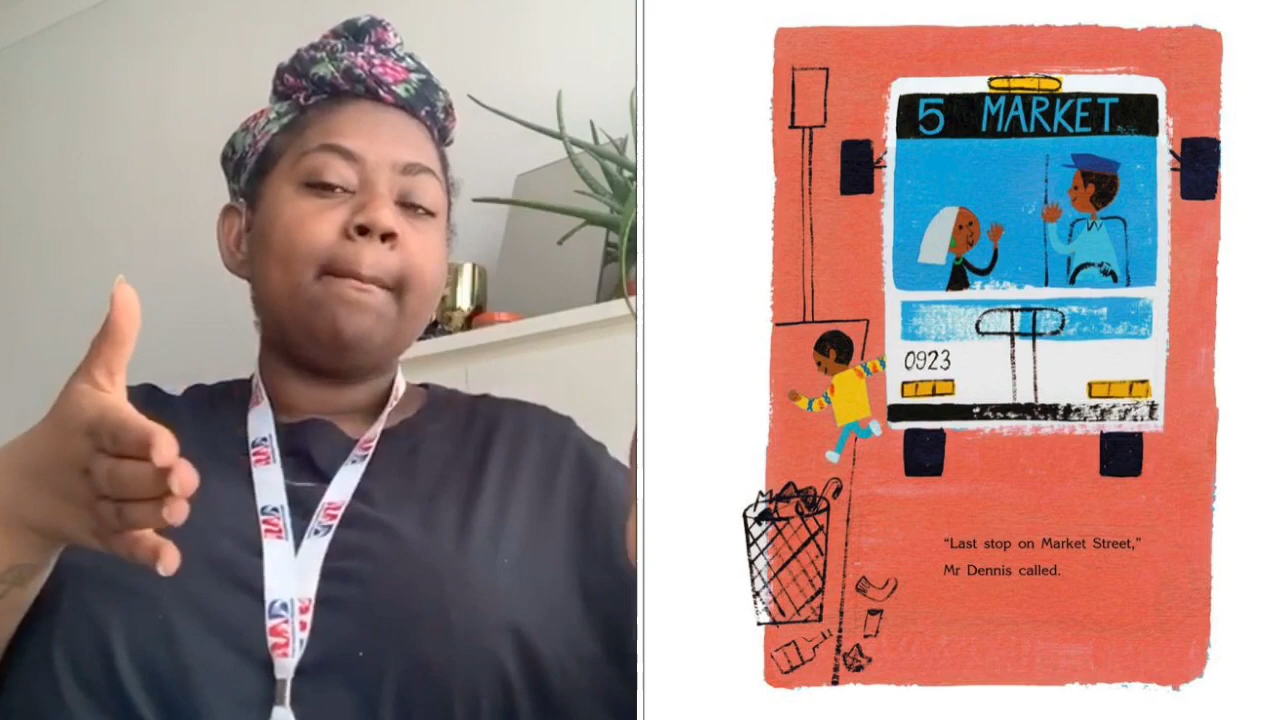 5 MARKET
0923
“Last stop on Market Street,”
Mr Dennis called.